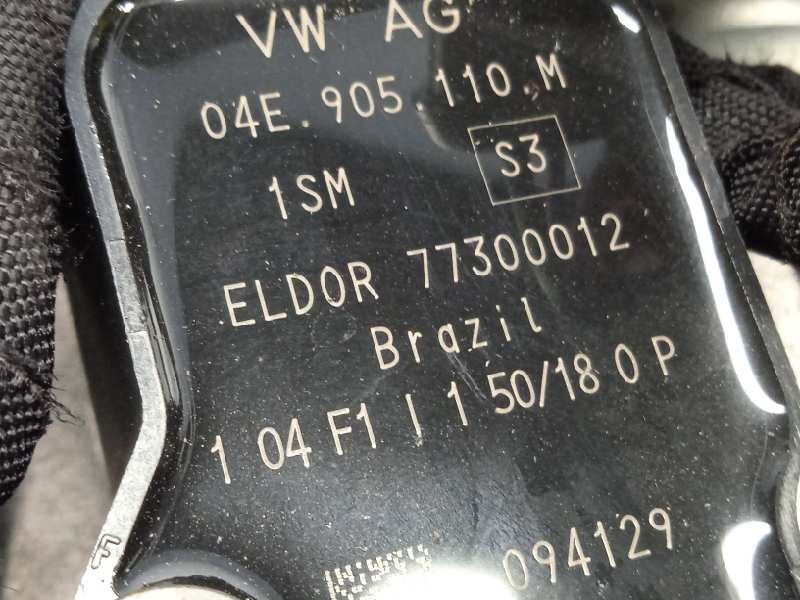 VW AG
04E.905.110.M
1SM S3
ELDOR 77300012
Brazil
1 04 F1 I 1 50/18 0 P
094129
F